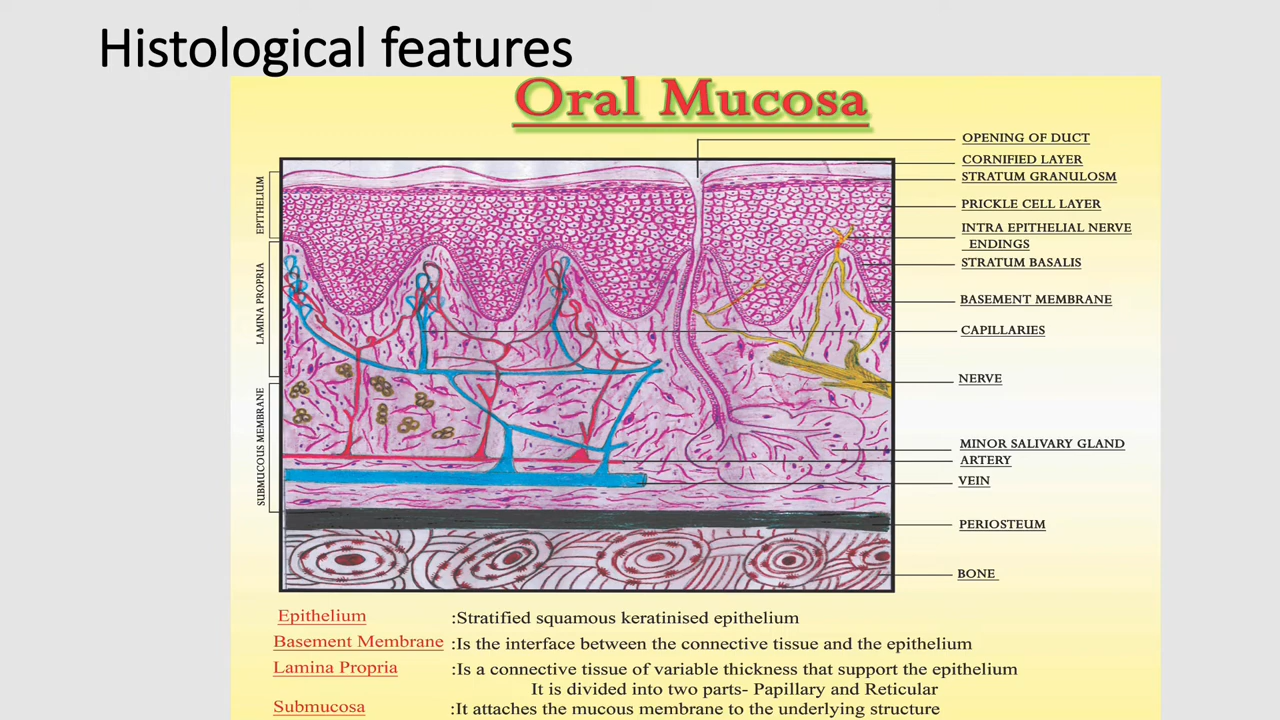 Histological features
Oral Mucosa
OPENING OF DUCT
CORNIFIED LAYER
STRATUM GRANULOSM
PRICKLE CELL LAYER
INTRA EPITHELIAL NERVE
ENDINGS
STRATUM BASALIS
BASEMENT MEMBRANE
CAPILLARIES
NERVE
MINOR SALIVARY GLAND
ARTERY
VEIN
PERIOSTEUM
BONE
EPITHELIUM
LAMINA PROPRIA
SUBMUCOUS MEMBRANE
Epithelium :Stratified squamous keratinised epithelium
Basement Membrane :Is the interface between the connective tissue and the epithelium
Lamina Propria :Is a connective tissue of variable thickness that support the epithelium
It is divided into two parts- Papillary and Reticular
Submucosa :It attaches the mucous membrane to the underlying structure